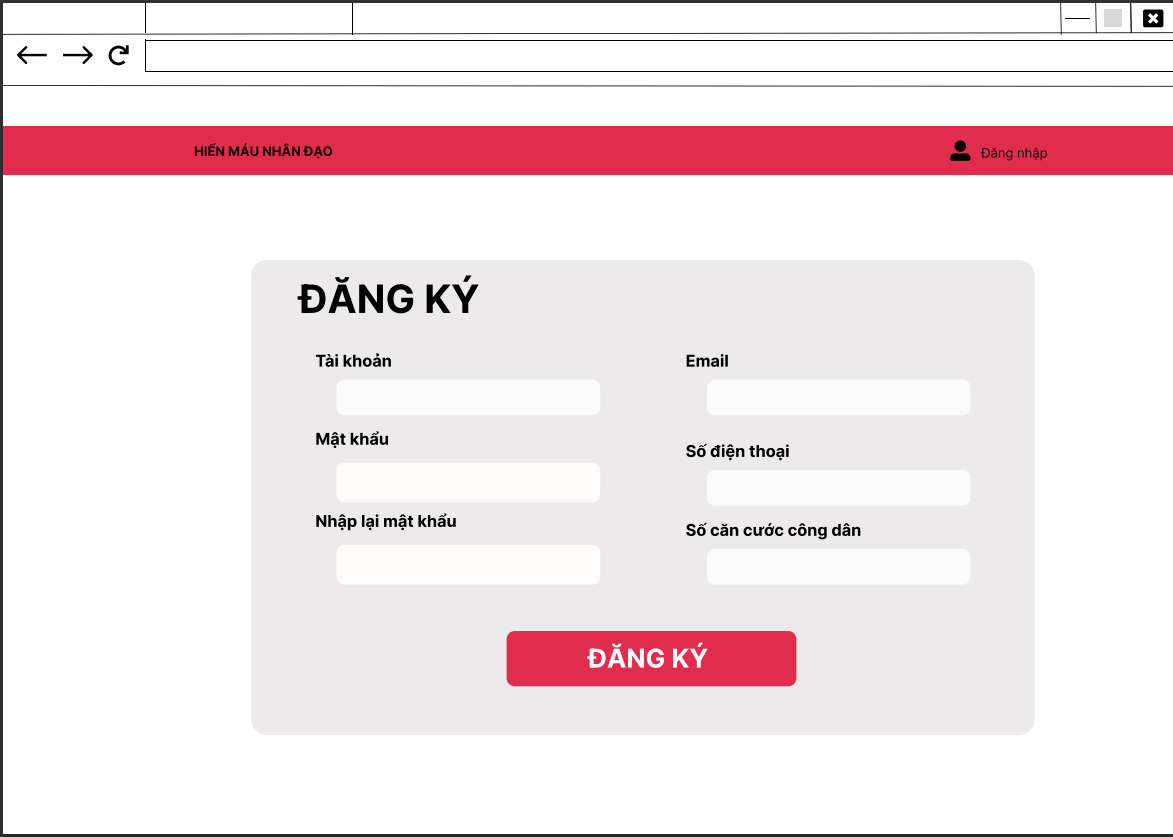 HIẾN MÁU NHÂN ĐẠO
Đăng nhập
ĐĂNG KÝ
Tài khoản
Email
Mật khẩu
Số điện thoại
Nhập lại mật khẩu
Số căn cước công dân
ĐĂNG KÝ